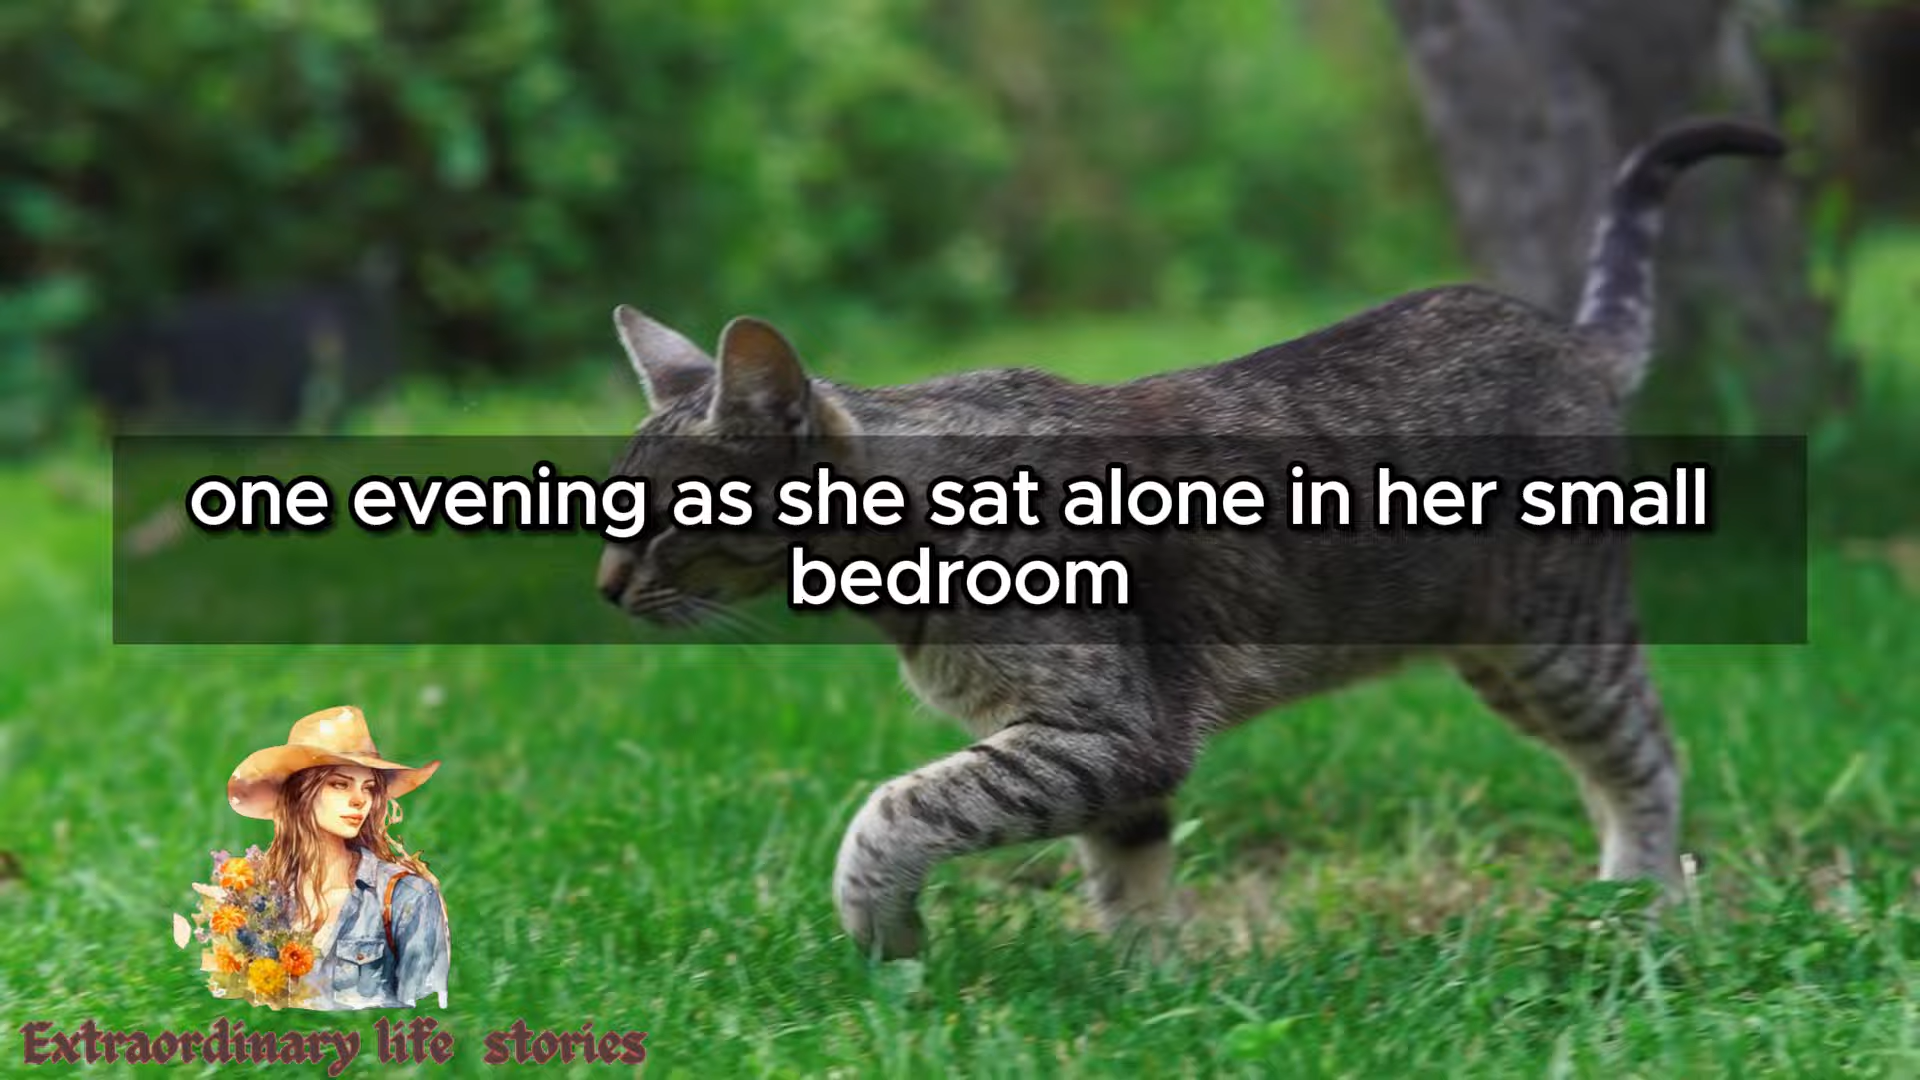 one evening as she sat alone in her small
bedroom
Extraordinary life stories